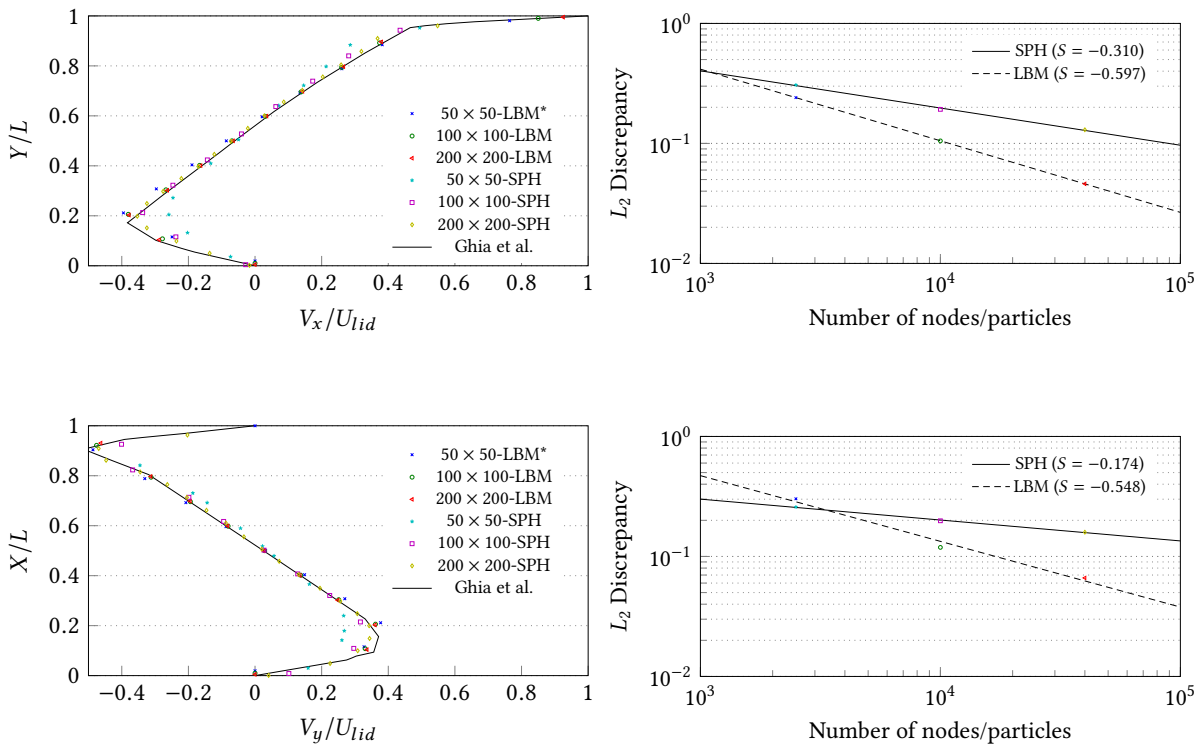 1
0.8
0.6
0.4
0.2
0
Y/L
−0.4 −0.2 0 0.2 0.4 0.6 0.8 1
V_x/U_lid
50 × 50-LBM*
100 × 100-LBM
200 × 200-LBM
50 × 50-SPH
100 × 100-SPH
200 × 200-SPH
Ghia et al.
10^0
10^−1
10^−2
L_2 Discrepancy
10^3 10^4 10^5
Number of nodes/particles
SPH (S = −0.310)
LBM (S = −0.597)
1
0.8
0.6
0.4
0.2
0
X/L
−0.4 −0.2 0 0.2 0.4 0.6 0.8 1
V_y/U_lid
50 × 50-LBM*
100 × 100-LBM
200 × 200-LBM
50 × 50-SPH
100 × 100-SPH
200 × 200-SPH
Ghia et al.
10^0
10^−1
10^−2
L_2 Discrepancy
10^3 10^4 10^5
Number of nodes/particles
SPH (S = −0.174)
LBM (S = −0.548)